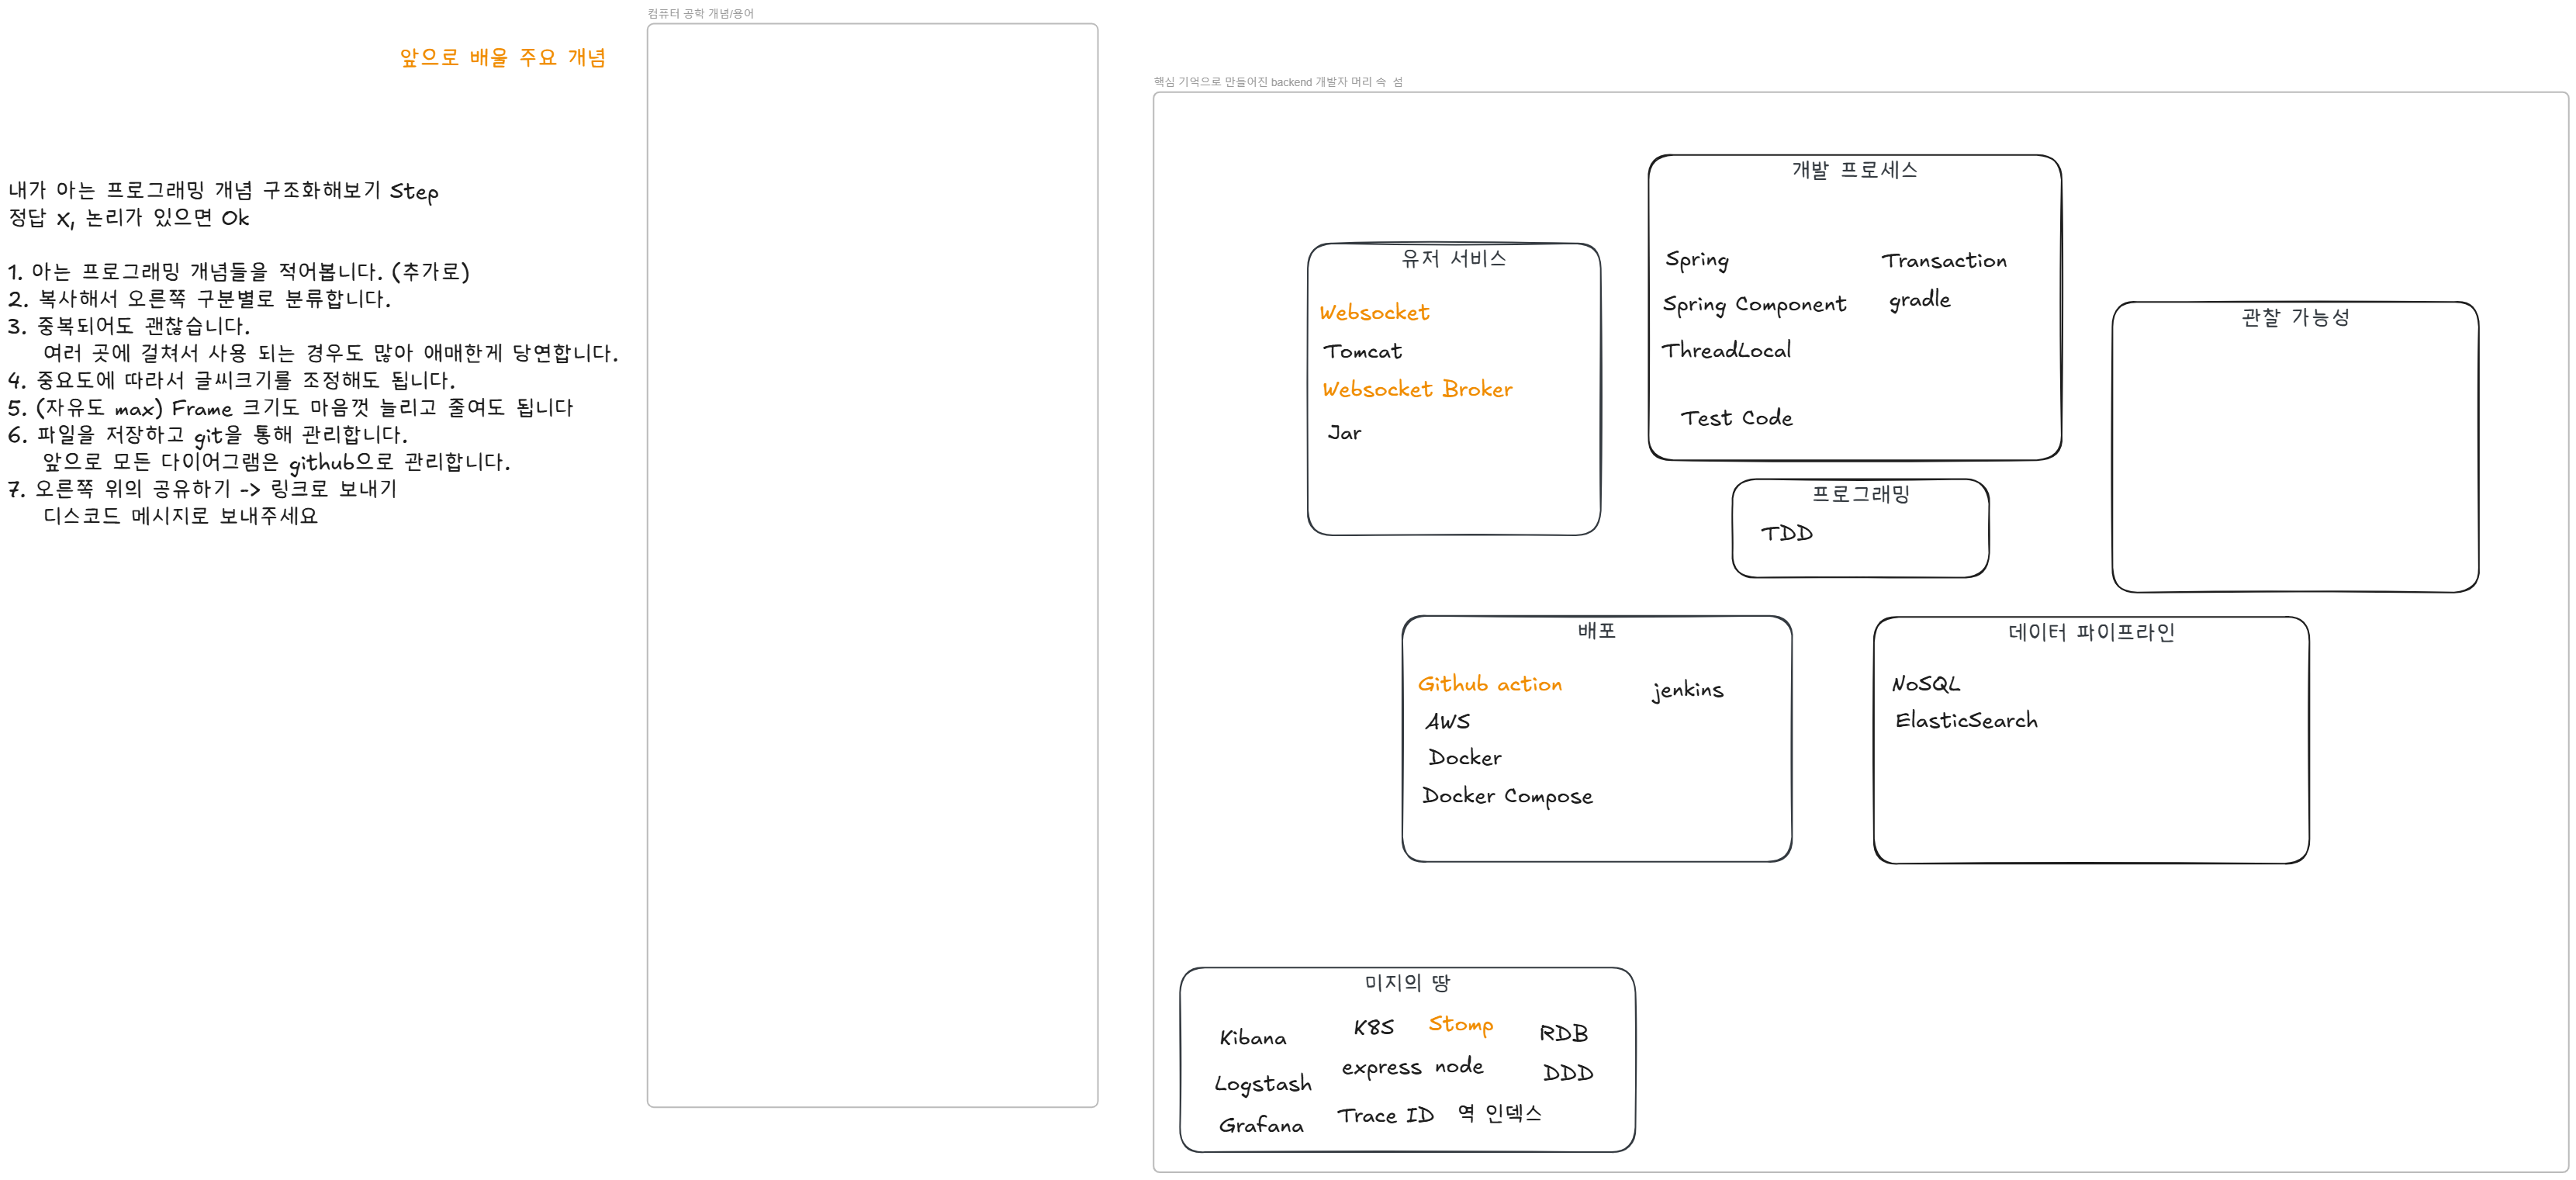 컴퓨터 공학 개념/용어
앞으로 배울 주요 개념
내가 아는 프로그래밍 개념 구조화해보기 Step
정답 X, 논리가 있으면 Ok
1. 아는 프로그래밍 개념들을 적어봅니다. (추가로)
2. 복사해서 오른쪽 구분별로 분류합니다.
3. 중복되어도 괜찮습니다.
여러 곳에 걸쳐서 사용 되는 경우도 많아 애매한게 당연합니다.
4. 중요도에 따라서 글씨크기를 조정해도 됩니다.
5. (자유도 max) Frame 크기도 마음껏 늘리고 줄여도 됩니다
6. 파일을 저장하고 git을 통해 관리합니다.
앞으로 모든 다이어그램은 github으로 관리합니다.
7. 오른쪽 위의 공유하기 -> 링크로 보내기
디스코드 메시지로 보내주세요
핵심 기억으로 만들어진 backend 개발자 머리 속 섬
유저 서비스
Websocket
Tomcat
Websocket Broker
Jar
개발 프로세스
Spring
Transaction
Spring Component
gradle
ThreadLocal
Test Code
프로그래밍
TDD
관찰 가능성
배포
Github action
jenkins
AWS
Docker
Docker Compose
데이터 파이프라인
NoSQL
ElasticSearch
미지의 땅
Kibana
K8S
Stomp
RDB
express node
DDD
Logstash
Trace ID
역 인덱스
Grafana